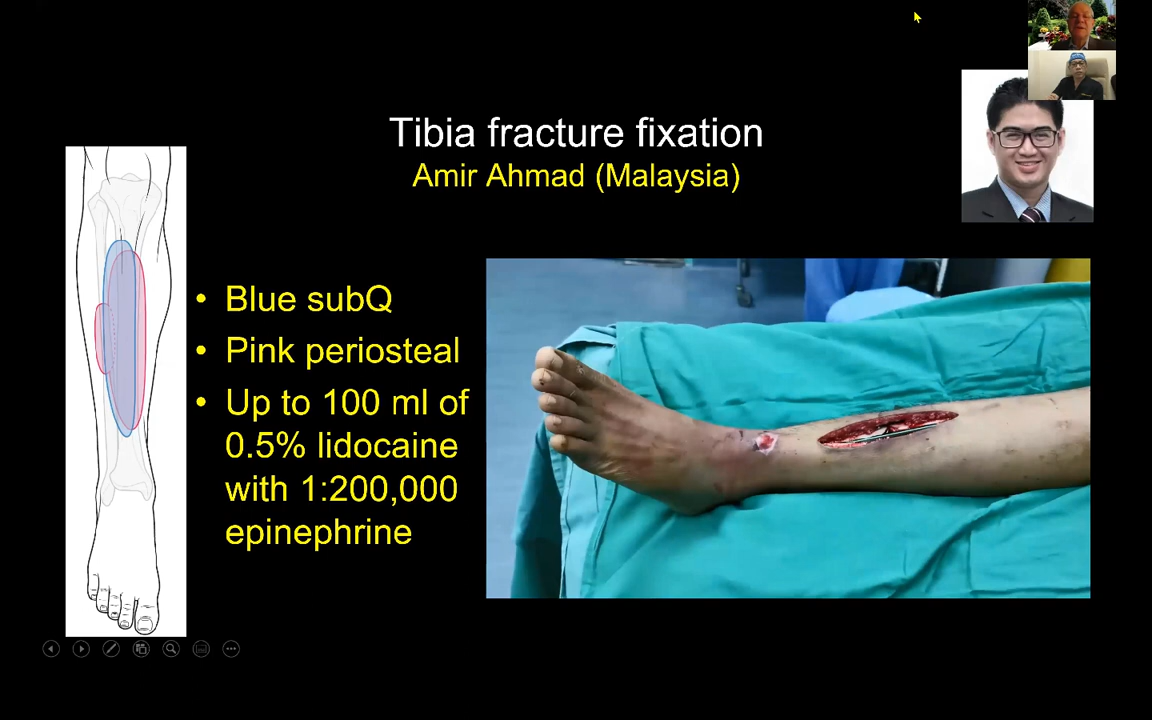 Tibia fracture fixation
Amir Ahmad (Malaysia)
• Blue subQ
• Pink periosteal
• Up to 100 ml of
0.5% lidocaine
with 1:200,000
epinephrine